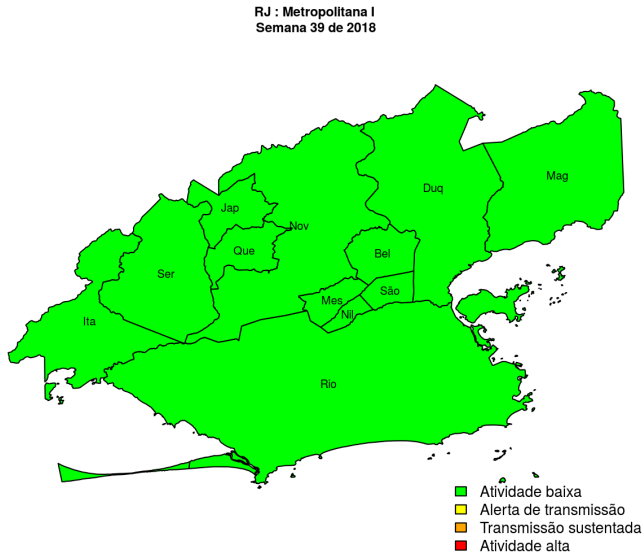 RJ : Metropolitana I
Semana 39 de 2018
Mag
Duq
Jap
Nov
Que
Bel
Ser
São
Mes
Nil
Ita
Rio
Atividade baixa
Alerta de transmissão
Transmissão sustentada
Atividade alta